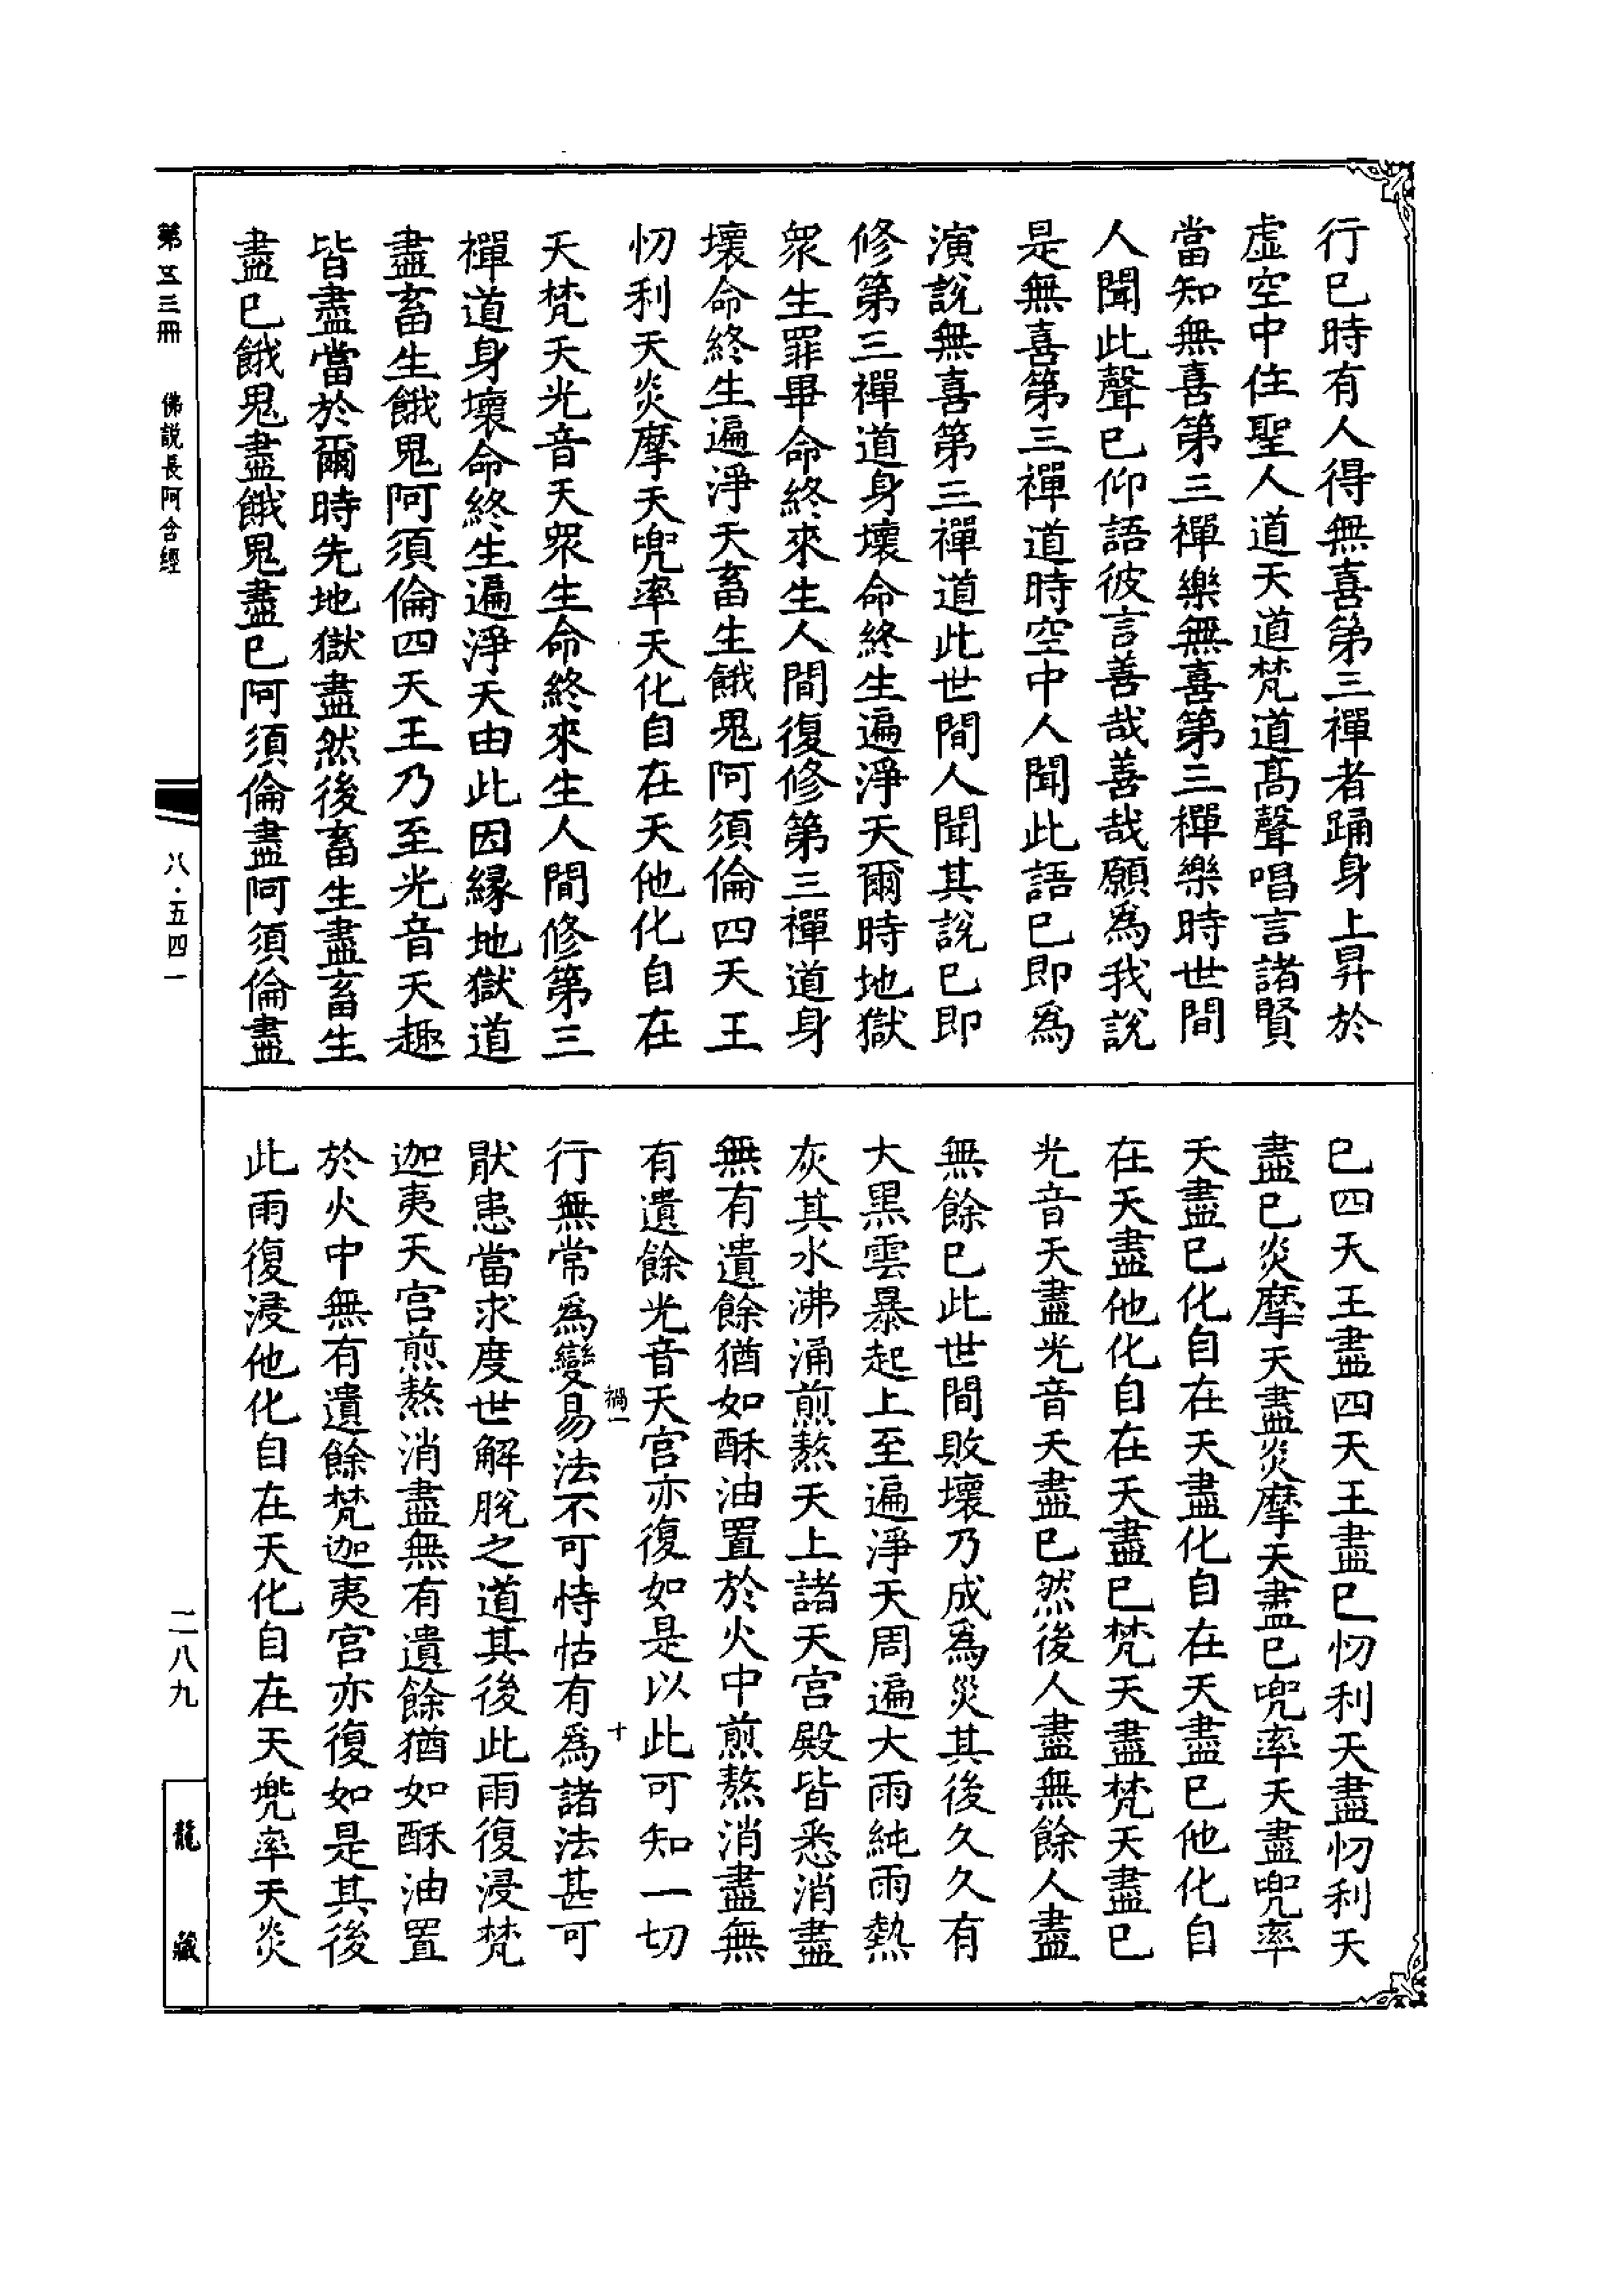 行已時有人得無喜第三禪者踊身上昇於
虛空中住聖人道天道梵道高聲唱言諸賢
當知無喜第三禪樂無喜第三禪樂時世間
人聞此聲已仰語彼言善哉善哉願為我說
是無喜第三禪道時空中人聞此語已即為
演說無喜第三禪道此世間人聞其說已即
修第三禪道身壞命終生遍淨天爾時地獄
衆生罪畢命終來生人間復修第三禪道身
壞命終生遍淨天畜生餓鬼阿須倫四天王
忉利天炎摩天兜率天化自在天他化自在
天梵天光音天衆生命終來生人間修第三
禪道身壞命終生遍淨天由此因緣地獄道
盡畜生餓鬼阿須倫四天王乃至光音天趣
皆盡當於爾時先地獄盡然後畜生盡畜生
盡已餓鬼盡餓鬼盡已阿須倫盡阿須倫盡
已四天王盡四天王盡已忉利天盡忉利天
盡已炎摩天盡炎摩天盡已兜率天盡兜率
天盡已化自在天盡化自在天盡已他化自
在天盡他化自在天盡已梵天盡梵天盡已
光音天盡光音天盡已然後人盡無餘人盡
無餘已此世間敗壞乃成為災其後久久有
大黑雲暴起上至遍淨天周遍大雨純雨熱
灰其水沸涌煎熬天上諸天宮殿皆悉消盡
無有遺餘猶如酥油置於火中煎熬消盡無
有遺餘光音天宮亦復如是以此可知一切
行無常為變易法不可恃怙有為諸法甚可
猒患當求度世解脫之道其後此雨復浸梵
迦夷天宮煎熬消盡無有遺餘猶如酥油置
於火中無有遺餘梵迦夷宮亦復如是其後
此雨復浸他化自在天化自在天兜率天炎
禍一
十
第五三冊
佛說長阿含經
八·五四一
二八九
龍藏